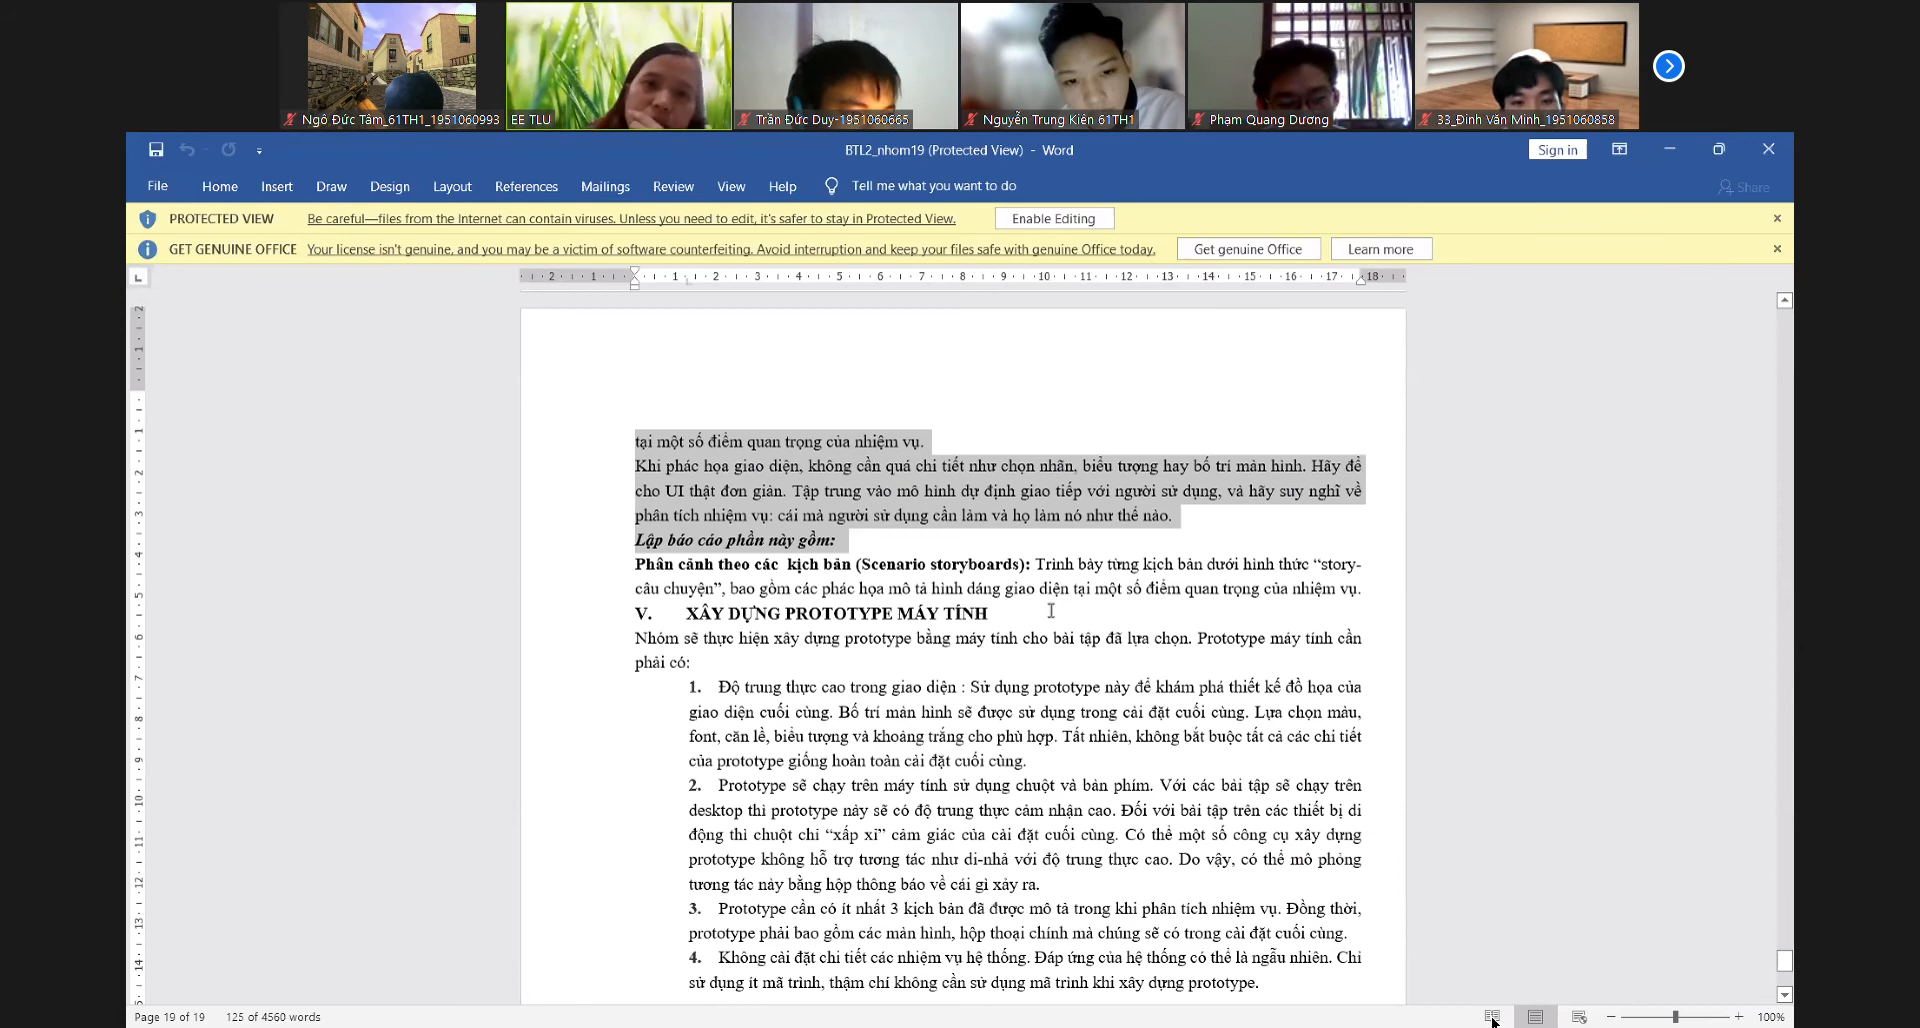 Ngô Đức Tâm_61TH1_1951060993
EE TLU
Trần Đức Duy-1951060665
Nguyễn Trung Kiên 61TH1
Phạm Quang Dương
33_Đinh Văn Minh_1951060858
BTL2_nhom19 (Protected View) - Word
Sign in
File Home Insert Draw Design Layout References Mailings Review View Help Tell me what you want to do
Share
PROTECTED VIEW Be careful—files from the Internet can contain viruses. Unless you need to edit, it's safer to stay in Protected View. Enable Editing
GET GENUINE OFFICE Your license isn't genuine, and you may be a victim of software counterfeiting. Avoid interruption and keep your files safe with genuine Office today. Get genuine Office Learn more
2 1 1 2 3 4 5 6 7 8 9 10 11 12 13 14 15 16 17 18
tại một số điểm quan trọng của nhiệm vụ.
Khi phác họa giao diện, không cần quá chi tiết như chọn nhãn, biểu tượng hay bố trí màn hình. Hãy để
cho UI thật đơn giản. Tập trung vào mô hình dự định giao tiếp với người sử dụng, và hãy suy nghĩ về
phân tích nhiệm vụ: cái mà người sử dụng cần làm và họ làm nó như thế nào.
Lập báo cáo phần này gồm:
Phân cảnh theo các kịch bản (Scenario storyboards): Trình bày từng kịch bản dưới hình thức “story-
câu chuyện”, bao gồm các phác họa mô tả hình dáng giao diện tại một số điểm quan trọng của nhiệm vụ.
V. XÂY DỰNG PROTOTYPE MÁY TÍNH
Nhóm sẽ thực hiện xây dựng prototype bằng máy tính cho bài tập đã lựa chọn. Prototype máy tính cần
phải có:
1. Độ trung thực cao trong giao diện : Sử dụng prototype này để khám phá thiết kế đồ họa của
giao diện cuối cùng. Bố trí màn hình sẽ được sử dụng trong cài đặt cuối cùng. Lựa chọn màu,
font, căn lề, biểu tượng và khoảng trắng cho phù hợp. Tất nhiên, không bắt buộc tất cả các chi tiết
của prototype giống hoàn toàn cài đặt cuối cùng.
2. Prototype sẽ chạy trên máy tính sử dụng chuột và bàn phím. Với các bài tập sẽ chạy trên
desktop thì prototype này sẽ có độ trung thực cảm nhận cao. Đối với bài tập trên các thiết bị di
động thì chuột chỉ “xấp xỉ” cảm giác của cài đặt cuối cùng. Có thể một số công cụ xây dựng
prototype không hỗ trợ tương tác như di-nhả với độ trung thực cao. Do vậy, có thể mô phỏng
tương tác này bằng hộp thông báo về cái gì xảy ra.
3. Prototype cần có ít nhất 3 kịch bản đã được mô tả trong khi phân tích nhiệm vụ. Đồng thời,
prototype phải bao gồm các màn hình, hộp thoại chính mà chúng sẽ có trong cài đặt cuối cùng.
4. Không cài đặt chi tiết các nhiệm vụ hệ thống. Đáp ứng của hệ thống có thể là ngẫu nhiên. Chỉ
sử dụng ít mã trình, thậm chí không cần sử dụng mã trình khi xây dựng prototype.
Page 19 of 19 125 of 4560 words
100%